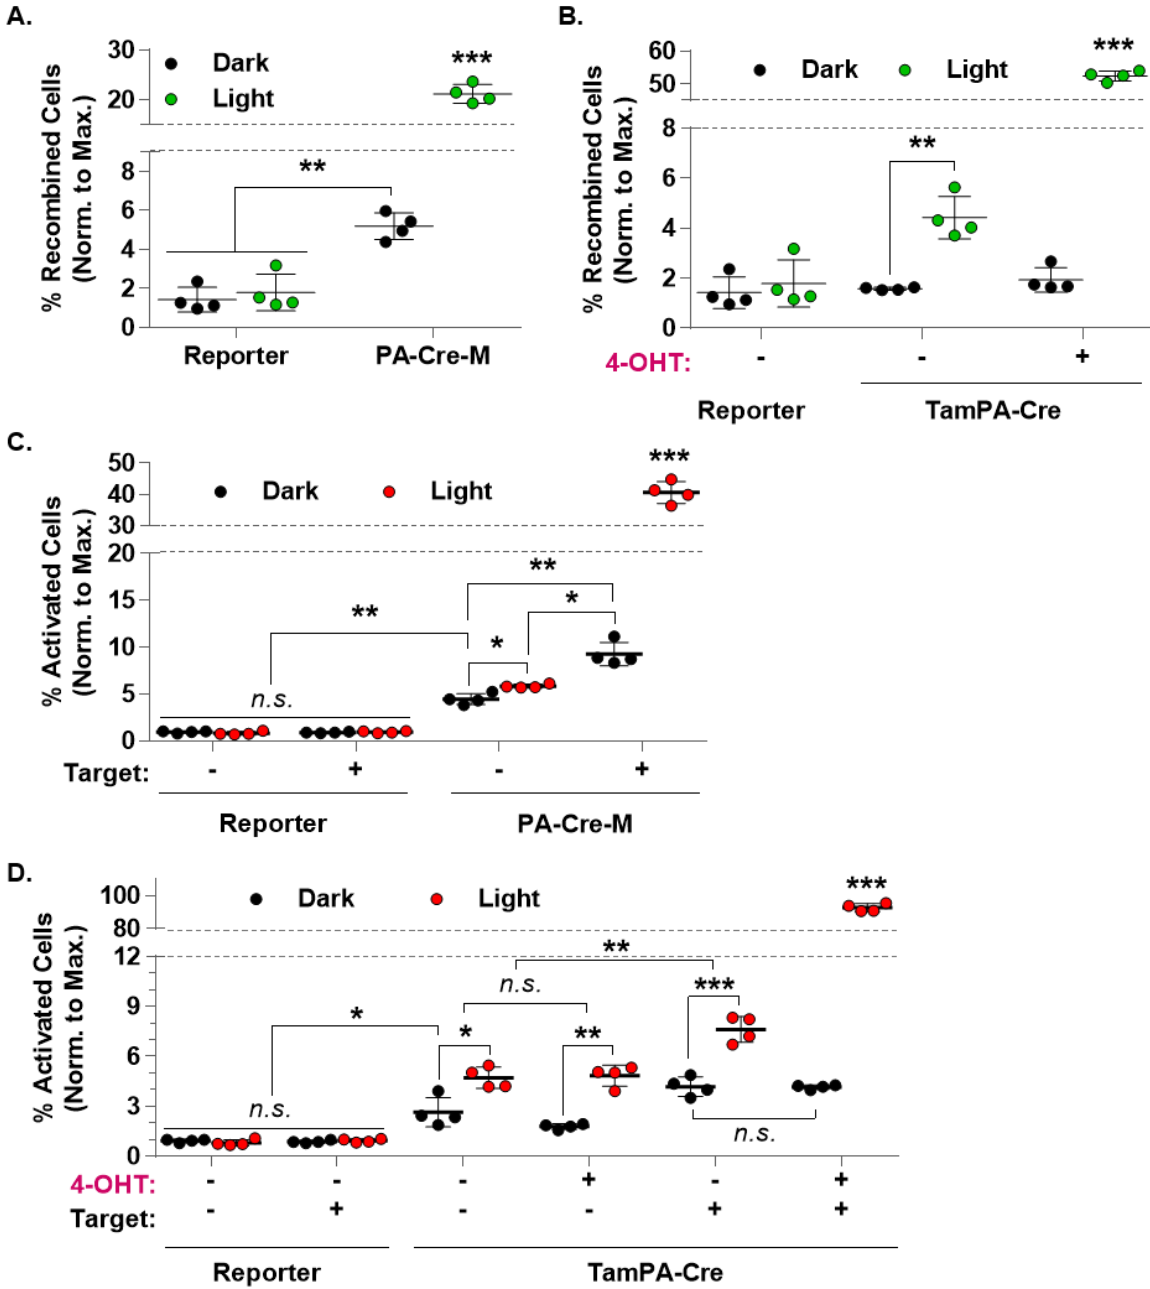 A.
% Recombined Cells
(Norm. to Max.)
30
20
8
6
4
2
0
Dark
Light
***
**
Reporter
PA-Cre-M
B.
% Recombined Cells
(Norm. to Max.)
60
50
8
6
4
2
0
Dark
Light
***
**
4-OHT:
-
-
+
Reporter
TamPA-Cre
C.
% Activated Cells
(Norm. to Max.)
50
40
30
20
15
10
5
0
Dark
Light
***
**
*
**
*
n.s.
Target:
-
+
-
+
Reporter
PA-Cre-M
D.
% Activated Cells
(Norm. to Max.)
100
80
12
9
6
3
0
Dark
Light
***
**
n.s.
***
*
*
**
n.s.
n.s.
4-OHT:
-
-
-
+
-
+
Target:
-
+
-
-
+
+
Reporter
TamPA-Cre